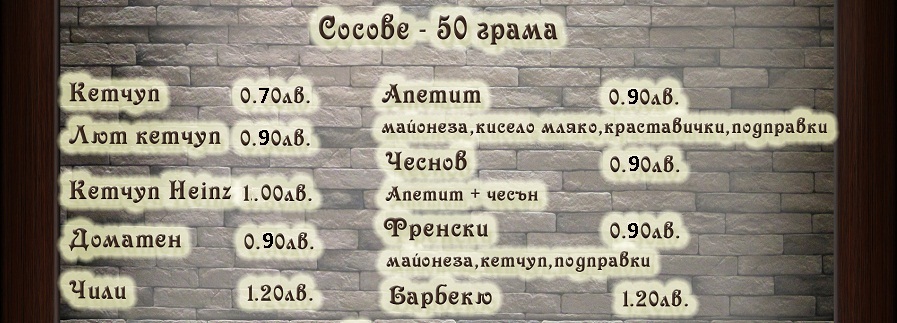 Сосове - 50 грама
Кетчуп 0.70лв.
Лют кетчуп 0.90лв.
Кетчуп Heinz 1.00лв.
Доматен 0.90лв.
Чили 1.20лв.
Апетит 0.90лв.
майонеза,кисело мляко,краставички,подправки
Чеснов 0.90лв.
Апетит + чесън
Френски 0.90лв.
майонеза,кетчуп,подправки
Барбекю 1.20лв.